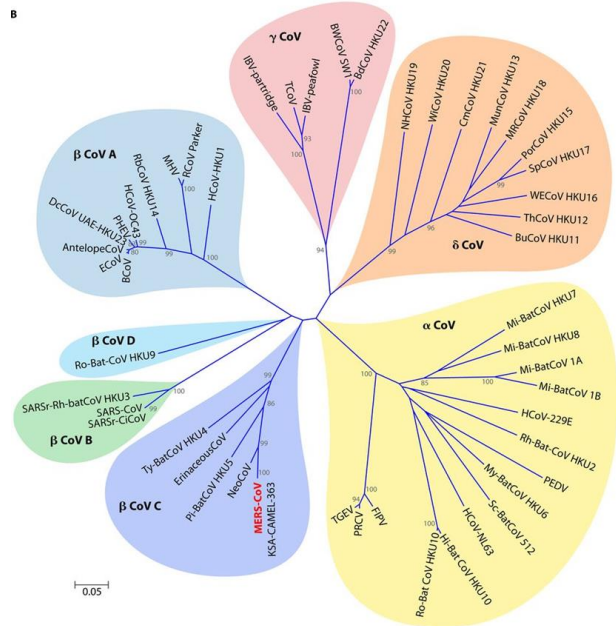 B
γ CoV
IBV-partridge
TCoV
IBV-peafowl
BWCoV SW1
BdCoV HKU22
93
100
100
94
NHCoV HKU19
WiCoV HKU20
CmCoV HKU21
MunCoV HKU13
MRCoV HKU18
PorCoV HKU15
SpCoV HKU17
WECoV HKU16
ThCoV HKU12
BuCoV HKU11
99
96
99
δ CoV
β CoV A
DcCoV UAE-HKU23
AntelopeCoV
ECoV
BCoV
PHEV
HCoV-OC43
RbCoV HKU14
MHV
RCoV Parker
HCoV-HKU1
99
99
100
100
β CoV D
Ro-Bat-CoV HKU9
SARSr-Rh-batCoV HKU3
SARS-CoV
SARSr-CiCoV
100
99
β CoV B
β CoV C
Ty-BatCoV HKU4
ErinaceousCoV
Pi-BatCoV HKU5
NeoCoV
MERS-CoV
KSA-CAMEL-363
99
86
99
100
α CoV
Mi-BatCoV HKU7
Mi-BatCoV HKU8
Mi-BatCoV 1A
Mi-BatCoV 1B
HCoV-229E
Rh-Bat-CoV HKU2
PEDV
My-BatCoV HKU6
Sc-BatCoV 512
HCoV-NL63
Hi-Bat CoV HKU10
Ro-Bat CoV HKU10
TGEV
PRCV
FIPV
100
85
100
100
94
100
0.05